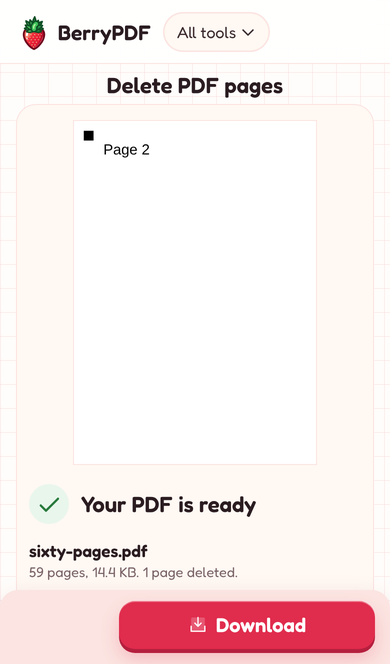 BerryPDF
All tools
Delete PDF pages
Page 2
Your PDF is ready
sixty-pages.pdf
59 pages, 14.4 KB. 1 page deleted.
Download